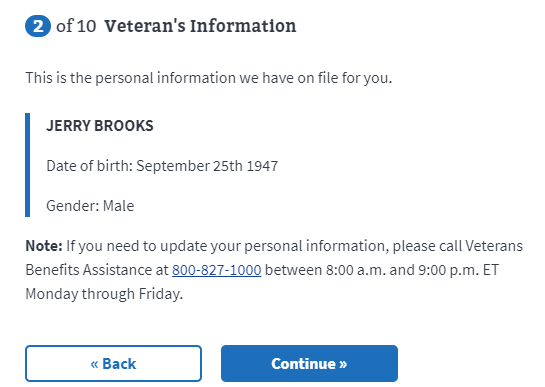 2 of 10 Veteran's Information
This is the personal information we have on file for you.
JERRY BROOKS
Date of birth: September 25th 1947
Gender: Male
Note: If you need to update your personal information, please call Veterans
Benefits Assistance at 800-827-1000 between 8:00 a.m. and 9:00 p.m. ET
Monday through Friday.
« Back
Continue »